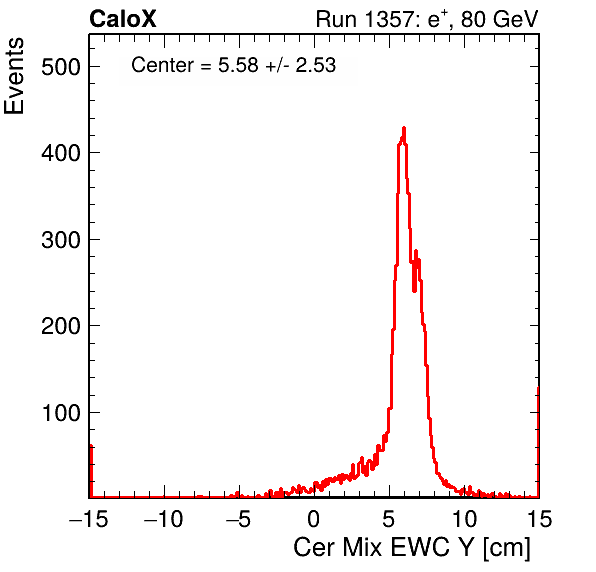 CaloX Run 1357: e⁺, 80 GeV
Center = 5.58 +/- 2.53
Events
500
400
300
200
100
−15 −10 −5 0 5 10 15
Cer Mix EWC Y [cm]